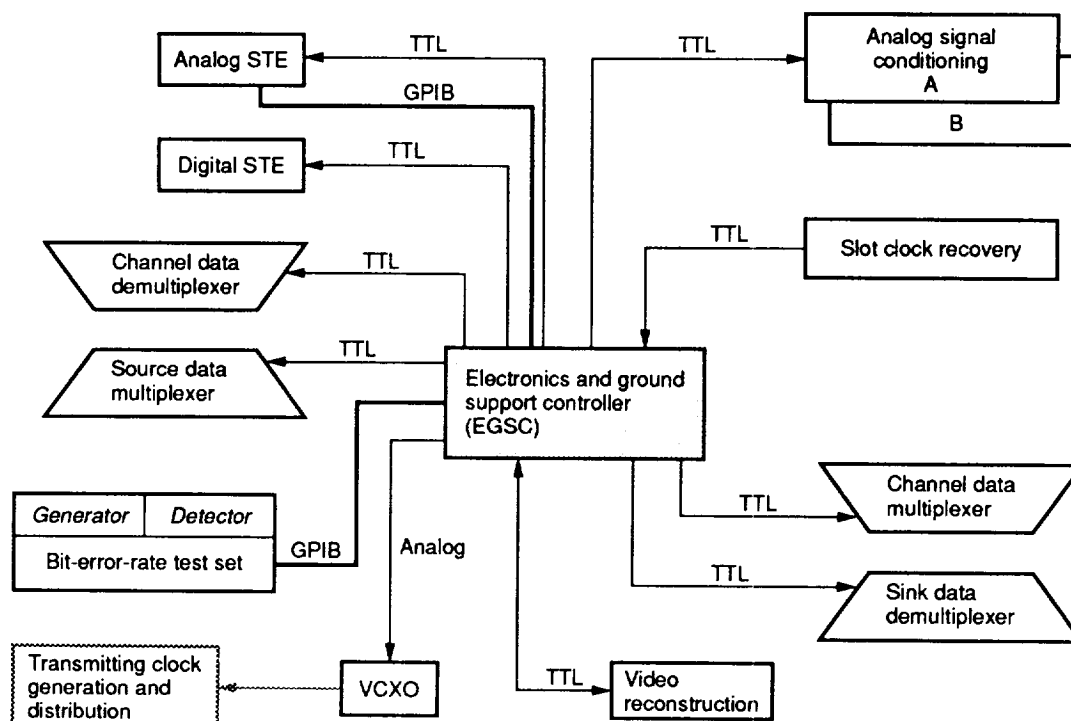 TTL
TTL
Analog STE
Analog signal
conditioning
A
GPIB
B
TTL
Digital STE
TTL
Slot clock recovery
Channel data
demultiplexer
TTL
TTL
Source data
multiplexer
Electronics and ground
support controller
(EGSC)
Channel data
multiplexer
TTL
Generator
Detector
Bit-error-rate test set
GPIB
Analog
TTL
Sink data
demultiplexer
Transmitting clock
generation and
distribution
VCXO
TTL
Video
reconstruction